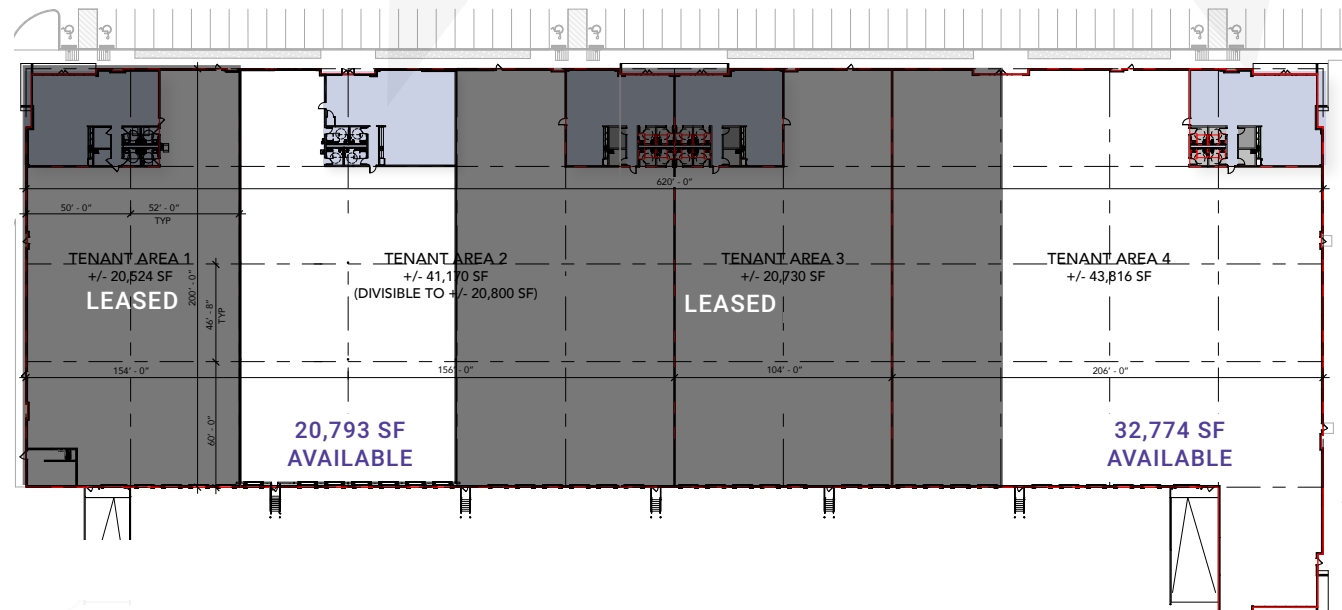 620' - 0"
50' - 0"
52' - 0"
TYP
TENANT AREA 1
+/- 20,524 SF
LEASED
200' - 0"
46' - 8"
TYP
TENANT AREA 2
+/- 41,170 SF
(DIVISIBLE TO +/- 20,800 SF)
TENANT AREA 3
+/- 20,730 SF
LEASED
TENANT AREA 4
+/- 43,816 SF
154' - 0"
156' - 0"
104' - 0"
206' - 0"
60' - 0"
20,793 SF
AVAILABLE
32,774 SF
AVAILABLE